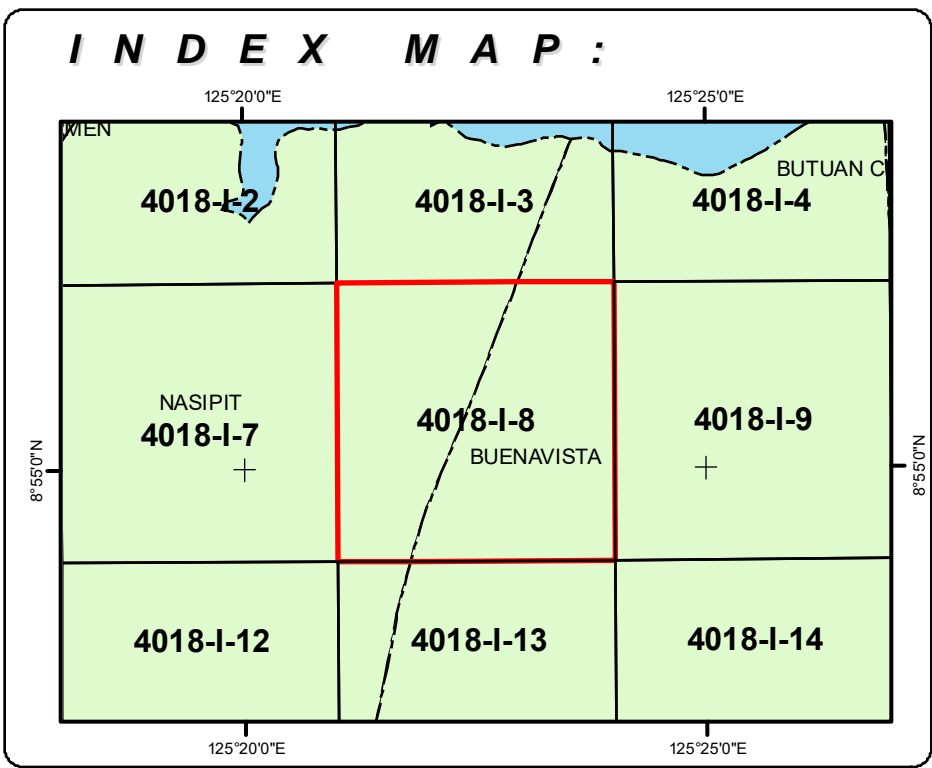 INDEX MAP:
125°20'0"E 125°25'0"E
MEN
BUTUAN C
4018-I-2 4018-I-3 4018-I-4
NASIPIT
4018-I-7 4018-I-8 4018-I-9
BUENAVISTA
8°55'0"N 8°55'0"N
4018-I-12 4018-I-13 4018-I-14
125°20'0"E 125°25'0"E